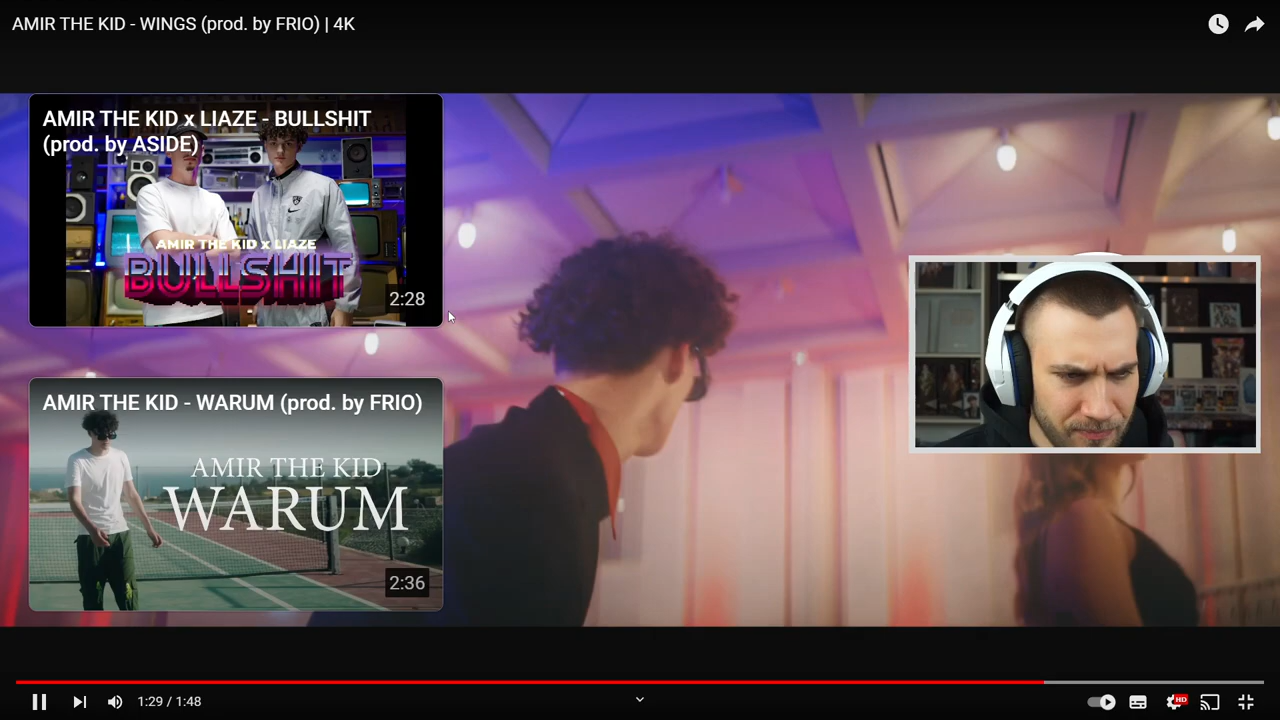 AMIR THE KID - WINGS (prod. by FRIO) | 4K
AMIR THE KID x LIAZE - BULLSHIT
(prod. by ASIDE)
AMIR THE KID x LIAZE
BULLSHIT
2:28
AMIR THE KID - WARUM (prod. by FRIO)
AMIR THE KID
WARUM
2:36
1:29 / 1:48
HD